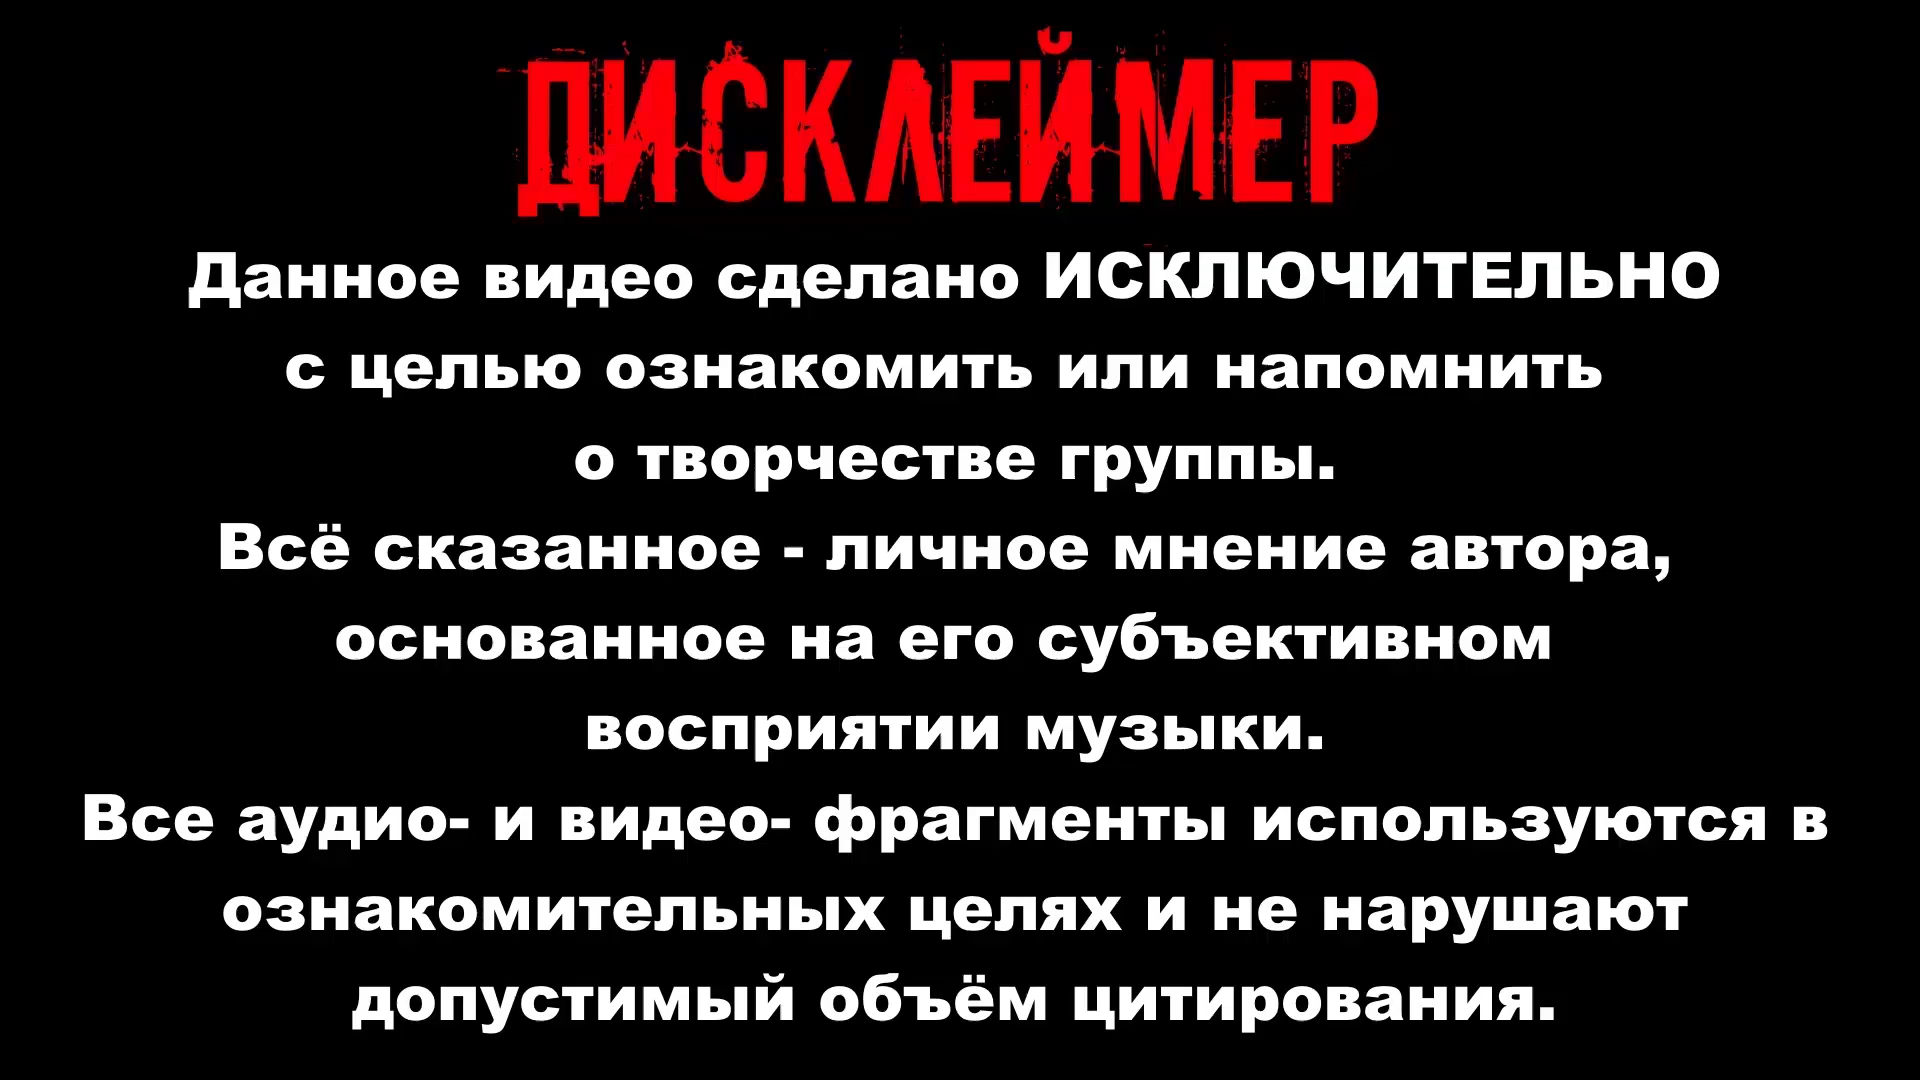 ДИСКЛЕЙМЕР
Данное видео сделано ИСКЛЮЧИТЕЛЬНО
с целью ознакомить или напомнить
о творчестве группы.
Всё сказанное - личное мнение автора,
основанное на его субъективном
восприятии музыки.
Все аудио- и видео- фрагменты используются в
ознакомительных целях и не нарушают
допустимый объём цитирования.